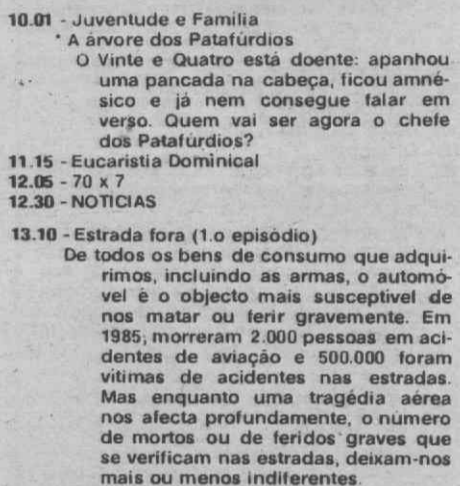 10.01 - Juventude e Família
* A árvore dos Patafúrdios
O Vinte e Quatro está doente: apanhou
uma pancada na cabeça, ficou amné-
sico e já nem consegue falar em
verso. Quem vai ser agora o chefe
dos Patafúrdios?
11.15 - Eucaristia Dominical
12.05 - 70 x 7
12.30 - NOTICIAS
13.10 - Estrada fora (1.o episódio)
De todos os bens de consumo que adqui-
rimos, incluindo as armas, o automó-
vel é o objecto mais susceptivel de
nos matar ou ferir gravemente. Em
1985, morreram 2.000 pessoas em aci-
dentes de aviação e 500.000 foram
vitimas de acidentes nas estradas.
Mas enquanto uma tragédia aérea
nos afecta profundamente, o número
de mortos ou de feridos graves que
se verificam nas estradas, deixam-nos
mais ou menos indiferentes.